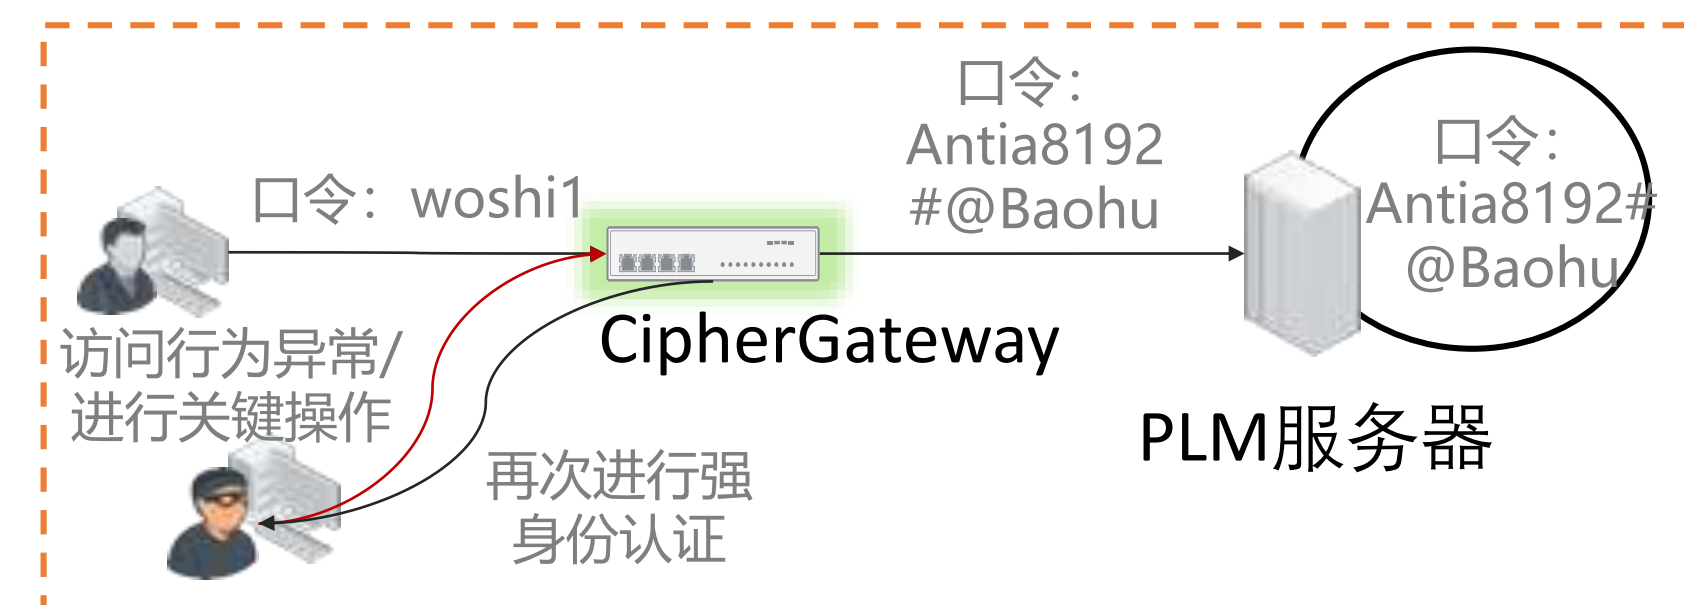 口令：woshi1
访问行为异常/
进行关键操作
再次进行强
身份认证
CipherGateway
口令：
Antia8192
#@Baohu
口令：
Antia8192#
@Baohu
PLM服务器